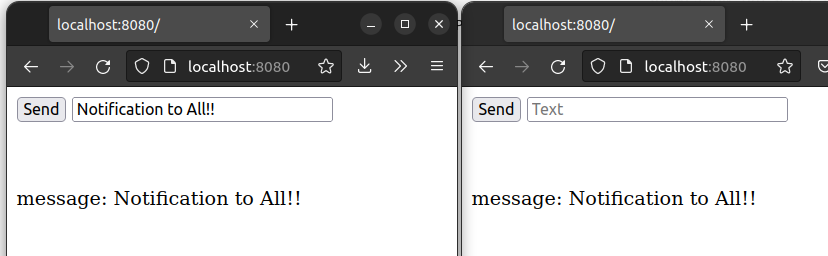 localhost:8080/
localhost:8080
Send Notification to All!!
message: Notification to All!!
localhost:8080/
localhost:8080
Send Text
message: Notification to All!!